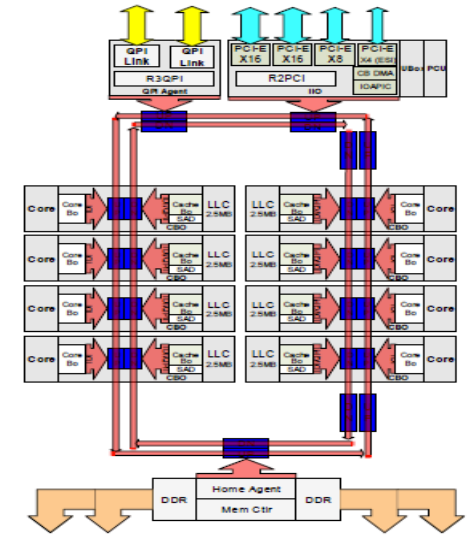 QPI Link
QPI Link
R3QPI
QPI Agent
PCI-E X16
PCI-E X16
PCI-E X8
PCI-E X4 (ESI)
R2PCI
CB DMA
IOAPIC
IIO
UBox
PCU
Core
Core Bo
Cache Bo
SAD
CBO
LLC 2.5MB
LLC 2.5MB
Cache Bo
SAD
CBO
Core Bo
Core
Core
Core Bo
Cache Bo
SAD
CBO
LLC 2.5MB
LLC 2.5MB
Cache Bo
SAD
CBO
Core Bo
Core
Core
Core Bo
Cache Bo
SAD
CBO
LLC 2.5MB
LLC 2.5MB
Cache Bo
SAD
CBO
Core Bo
Core
Core
Core Bo
Cache Bo
SAD
CBO
LLC 2.5MB
LLC 2.5MB
Cache Bo
SAD
CBO
Core Bo
Core
DDR
Home Agent
Mem Ctlr
DDR